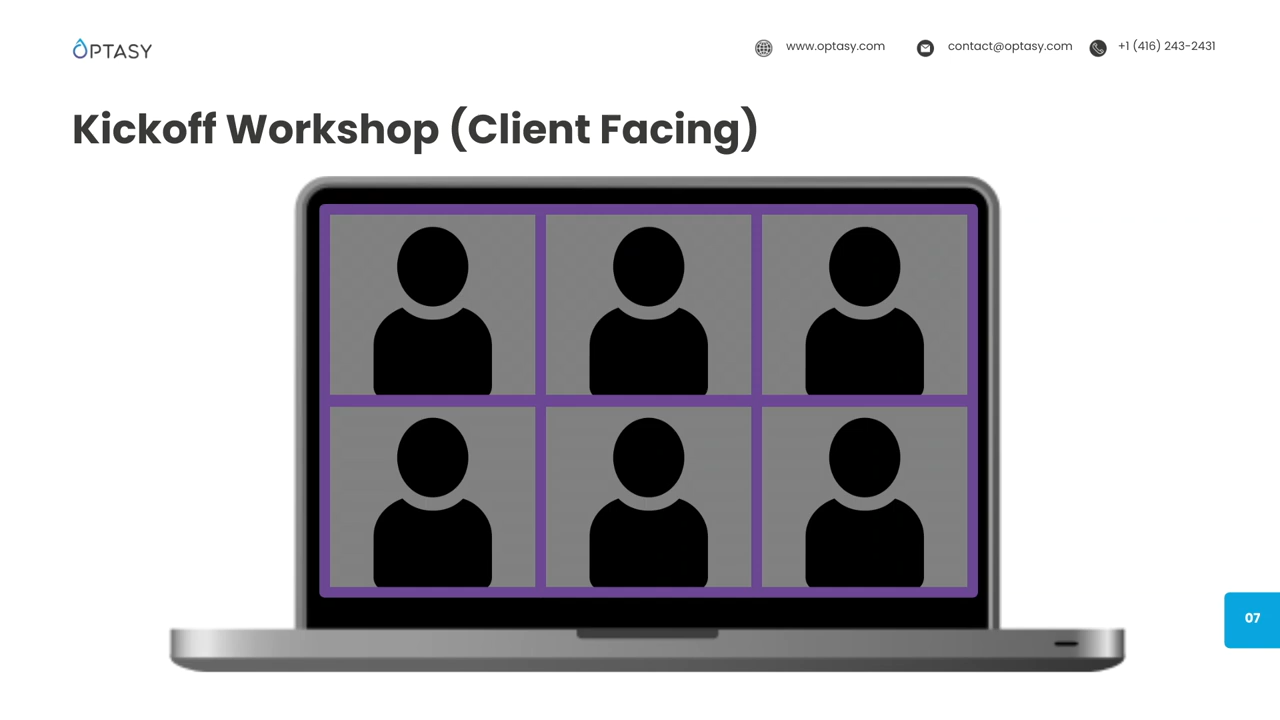 OPTASY
www.optasy.com
contact@optasy.com
+1 (416) 243-2431
Kickoff Workshop (Client Facing)
07